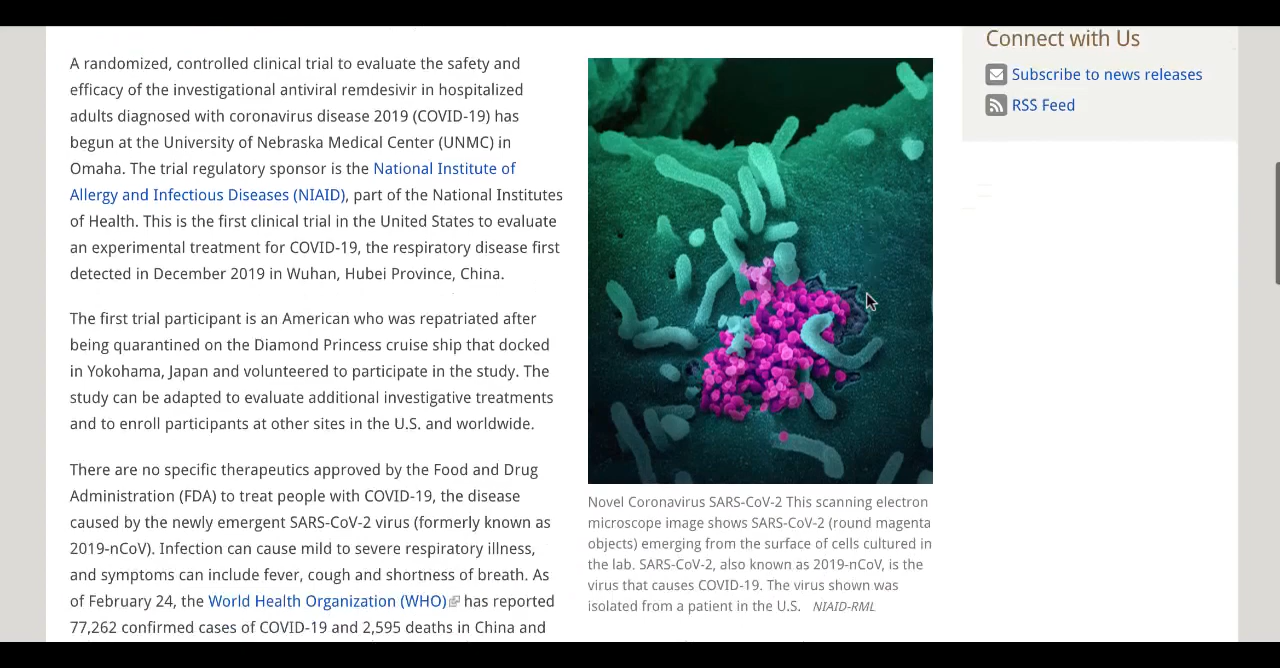 A randomized, controlled clinical trial to evaluate the safety and
efficacy of the investigational antiviral remdesivir in hospitalized
adults diagnosed with coronavirus disease 2019 (COVID-19) has
begun at the University of Nebraska Medical Center (UNMC) in
Omaha. The trial regulatory sponsor is the National Institute of
Allergy and Infectious Diseases (NIAID), part of the National Institutes
of Health. This is the first clinical trial in the United States to evaluate
an experimental treatment for COVID-19, the respiratory disease first
detected in December 2019 in Wuhan, Hubei Province, China.
The first trial participant is an American who was repatriated after
being quarantined on the Diamond Princess cruise ship that docked
in Yokohama, Japan and volunteered to participate in the study. The
study can be adapted to evaluate additional investigative treatments
and to enroll participants at other sites in the U.S. and worldwide.
There are no specific therapeutics approved by the Food and Drug
Administration (FDA) to treat people with COVID-19, the disease
caused by the newly emergent SARS-CoV-2 virus (formerly known as
2019-nCoV). Infection can cause mild to severe respiratory illness,
and symptoms can include fever, cough and shortness of breath. As
of February 24, the World Health Organization (WHO) has reported
77,262 confirmed cases of COVID-19 and 2,595 deaths in China and
Novel Coronavirus SARS-CoV-2 This scanning electron
microscope image shows SARS-CoV-2 (round magenta
objects) emerging from the surface of cells cultured in
the lab. SARS-CoV-2, also known as 2019-nCoV, is the
virus that causes COVID-19. The virus shown was
isolated from a patient in the U.S. NIAID-RML
Connect with Us
Subscribe to news releases
RSS Feed